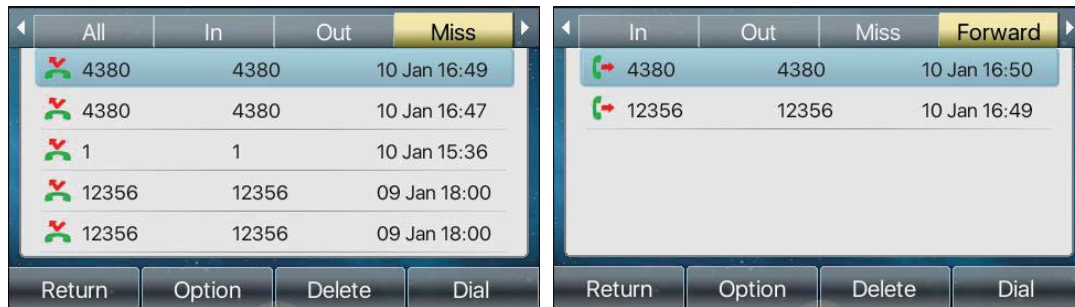 All In Out Miss
4380 4380 10 Jan 16:49
4380 4380 10 Jan 16:47
1 1 10 Jan 15:36
12356 12356 09 Jan 18:00
12356 12356 09 Jan 18:00
Return Option Delete Dial
In Out Miss Forward
4380 4380 10 Jan 16:50
12356 12356 10 Jan 16:49
Return Option Delete Dial